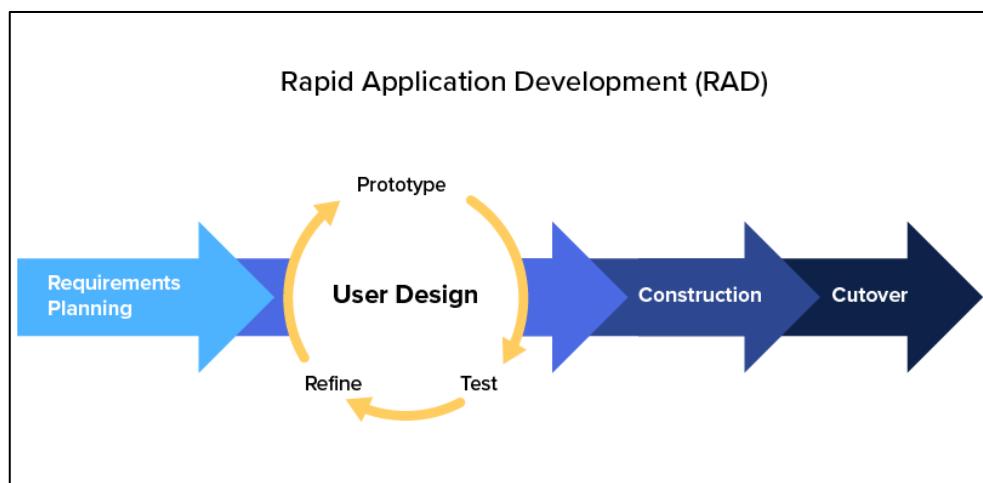 Rapid Application Development (RAD)
Prototype
Requirements
Planning
User Design
Construction
Cutover
Refine
Test